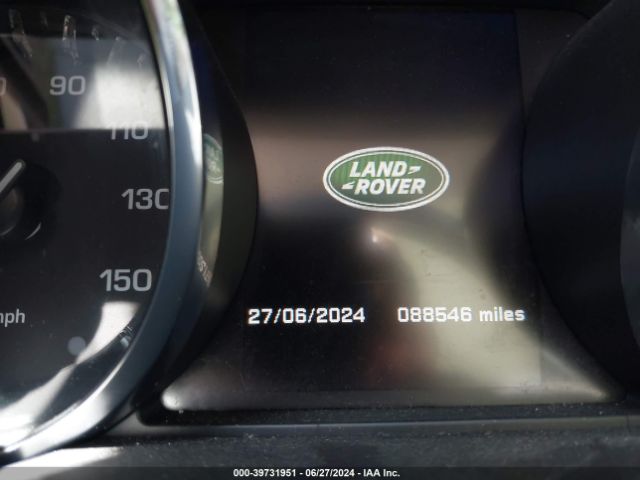 90
110
130
150
mph
LAND
ROVER
27/06/2024 088546 miles
000-39731951 | 06/27/2024 | IAA Inc.